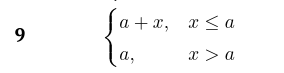 9
a + x, x ≤ a
a, x > a